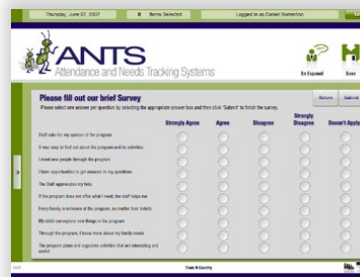 Thursday, June 07, 2007 0 Items Selected Logged in as Daniel Sorrentino
ANTS
Attendance and Needs Tracking Systems
En Espanol Save
Please fill out our brief Survey
Return Submit
Please select one answer per question by selecting the appropriate answer box and then click 'Submit' to finish the survey.
Strongly Agree Agree Disagree Strongly Disagree Doesn't Apply
Staff asks for my opinion of the program
It was easy to find out about the program and its activities
I meet new people through the program
I have opportunities to get answers to my questions
The Staff appreciates my help
If the program does not offer what I need, the staff helps me
Every family is welcome at the program, no matter their beliefs
My child can explore new things in the program
Through the program, I know more about my family needs
The program plans and organizes activities that are interesting and
useful